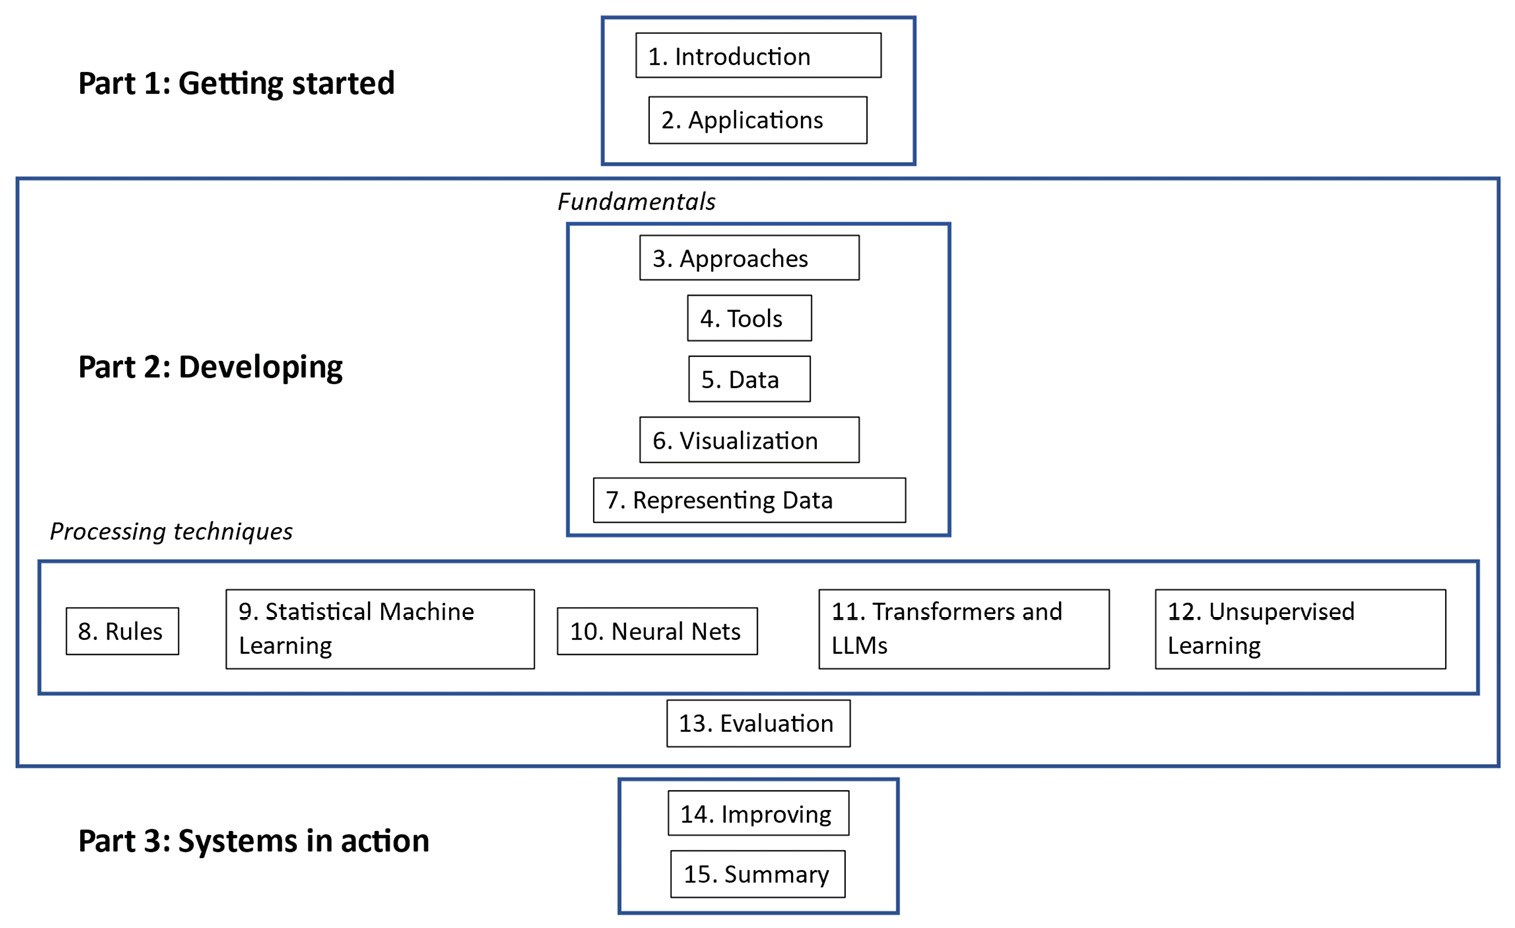 Part 1: Getting started
1. Introduction
2. Applications
Fundamentals
3. Approaches
4. Tools
5. Data
6. Visualization
7. Representing Data
Part 2: Developing
Processing techniques
8. Rules
9. Statistical Machine
Learning
10. Neural Nets
11. Transformers and
LLMs
12. Unsupervised
Learning
13. Evaluation
Part 3: Systems in action
14. Improving
15. Summary